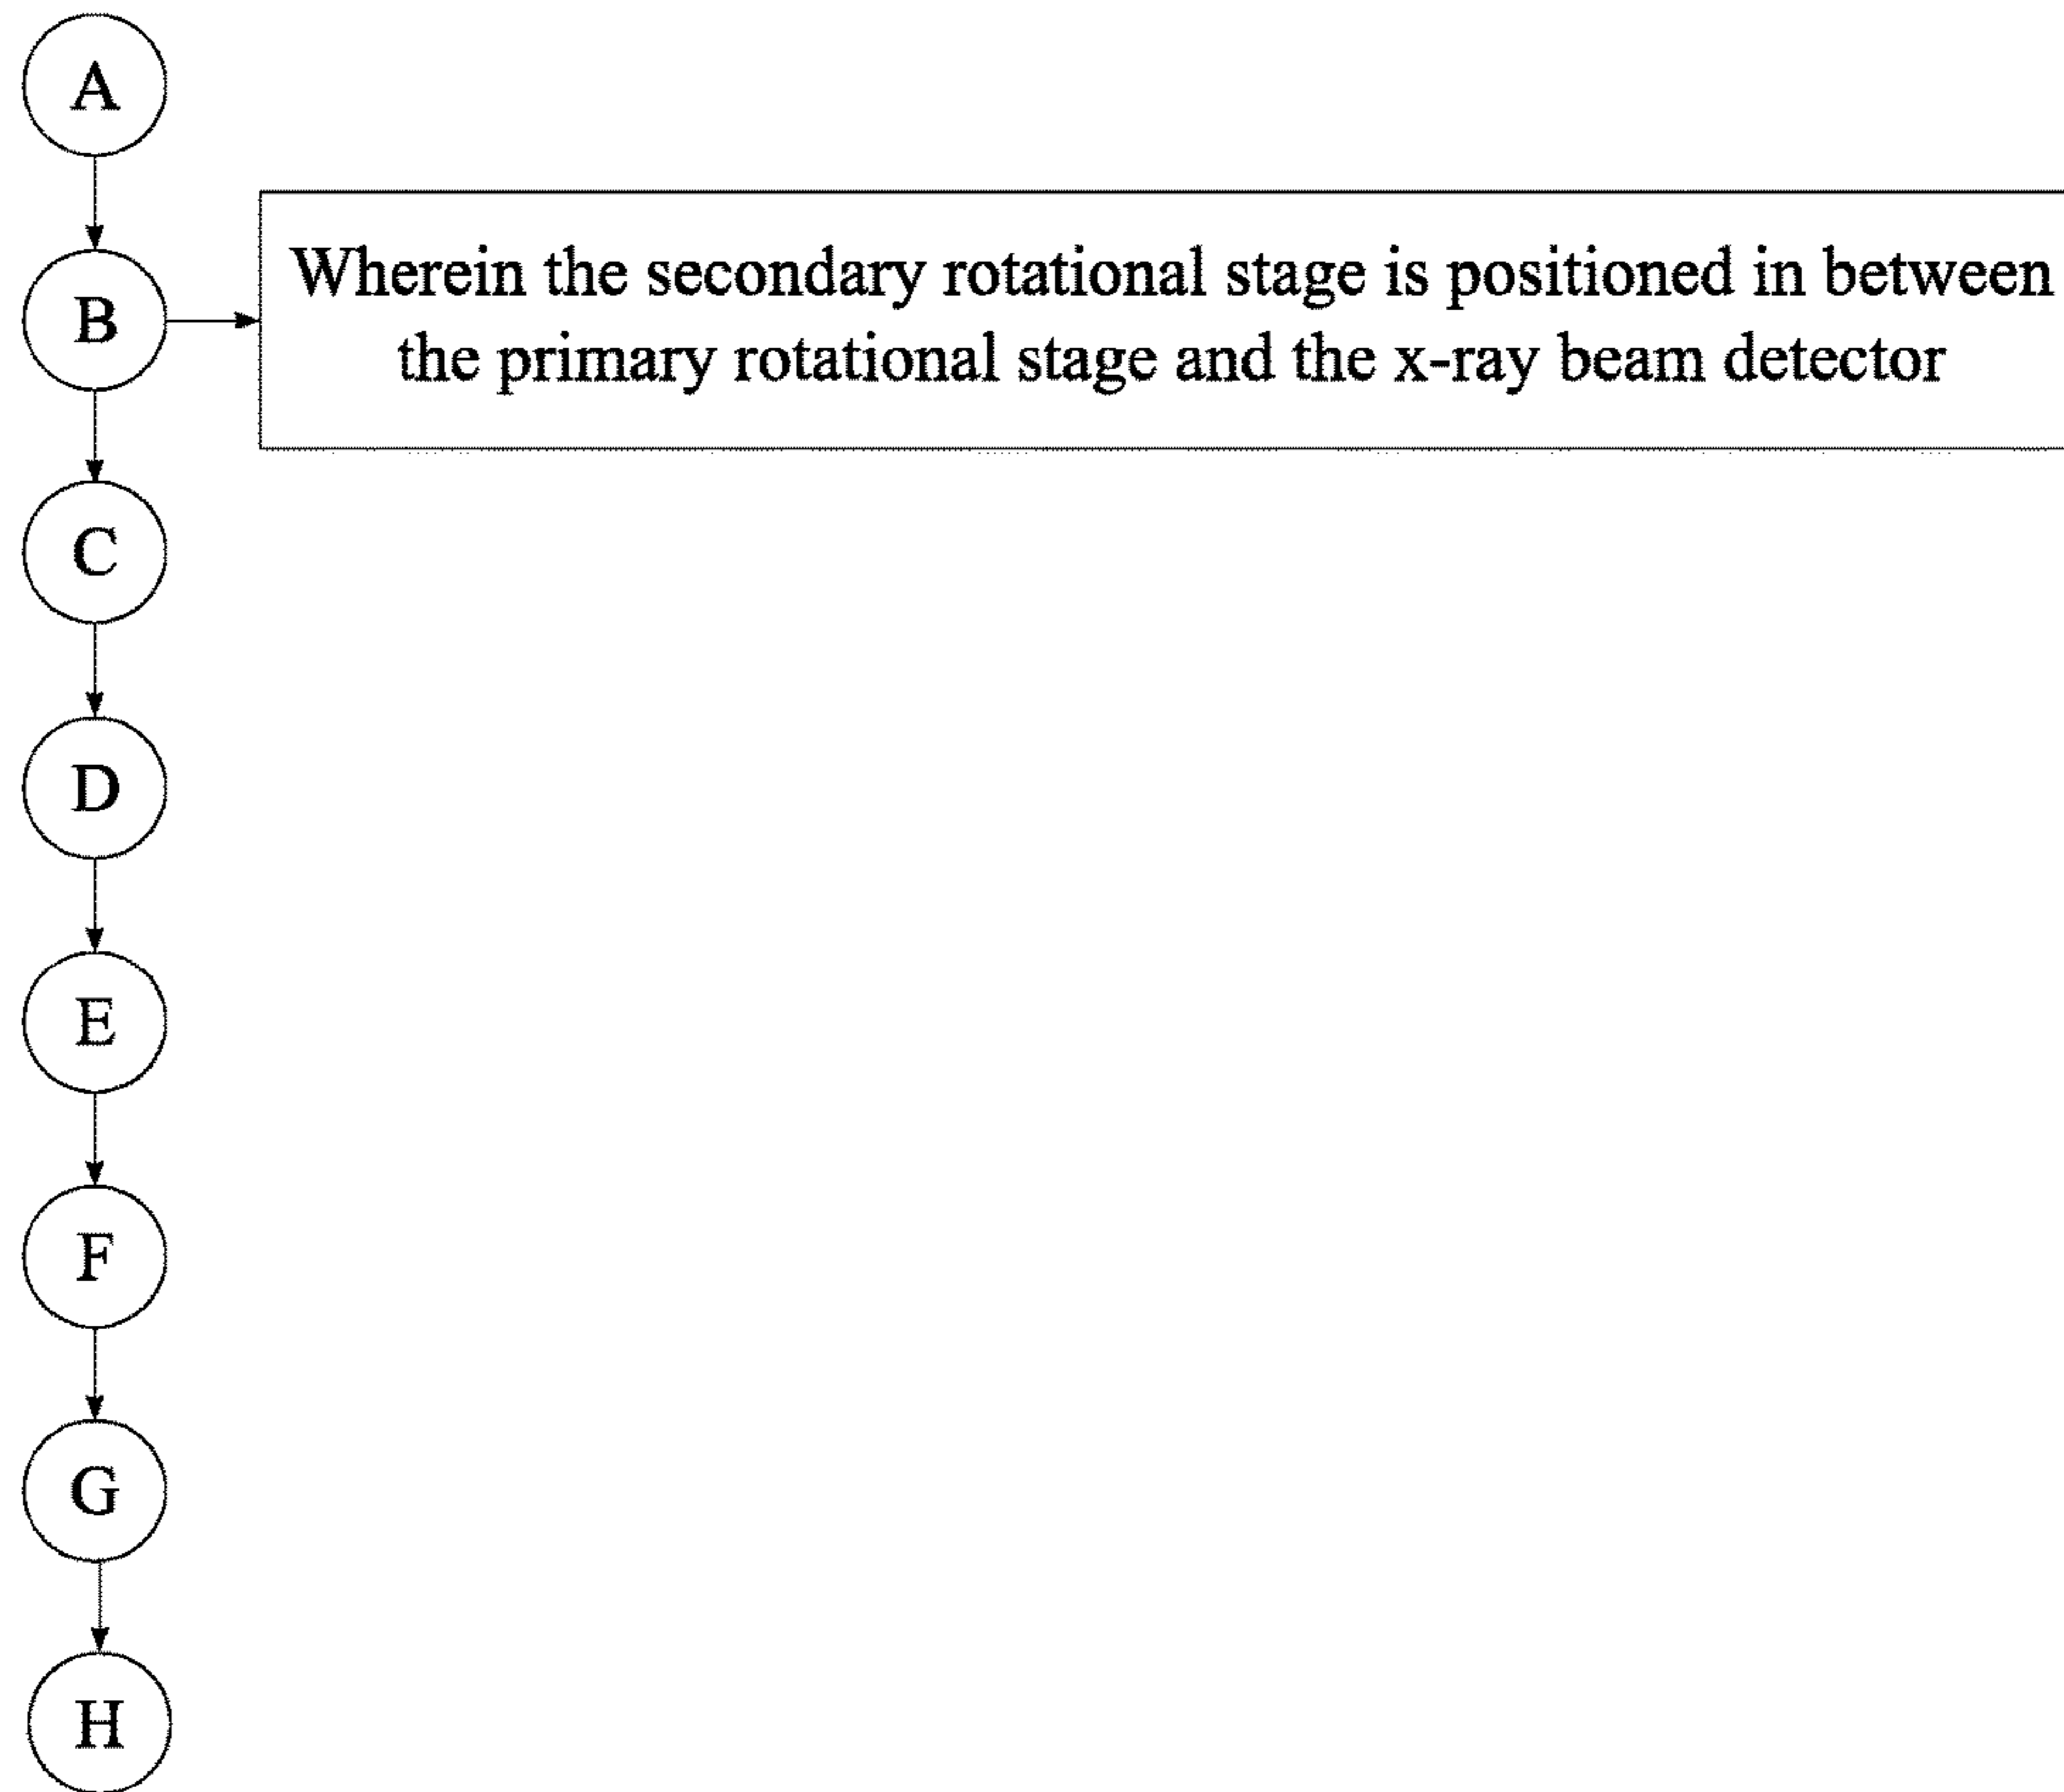 A
B
Wherein the secondary rotational stage is positioned in between
the primary rotational stage and the x-ray beam detector
C
D
E
F
G
H